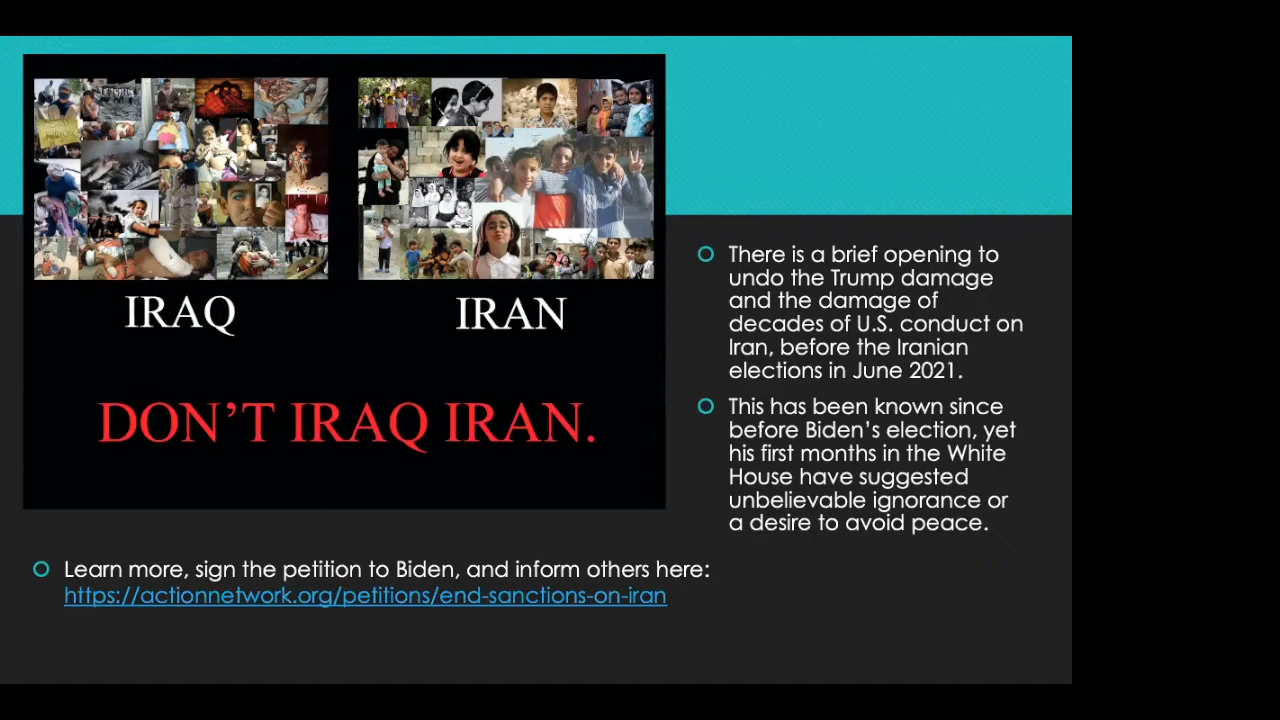 IRAQ
IRAN
DON'T IRAQ IRAN.
There is a brief opening to
undo the Trump damage
and the damage of
decades of U.S. conduct on
Iran, before the Iranian
elections in June 2021.
This has been known since
before Biden's election, yet
his first months in the White
House have suggested
unbelievable ignorance or
a desire to avoid peace.
Learn more, sign the petition to Biden, and inform others here:
https://actionnetwork.org/petitions/end-sanctions-on-iran